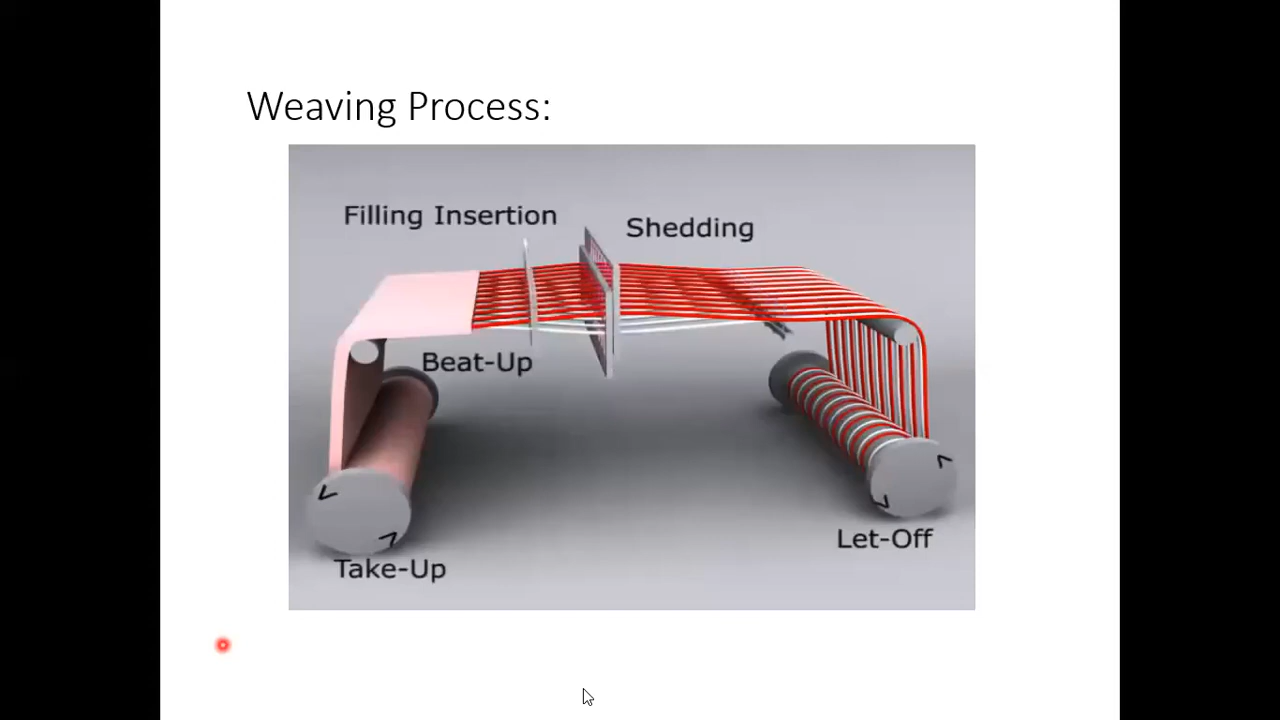 Weaving Process:
Filling Insertion
Shedding
Beat-Up
Let-Off
Take-Up